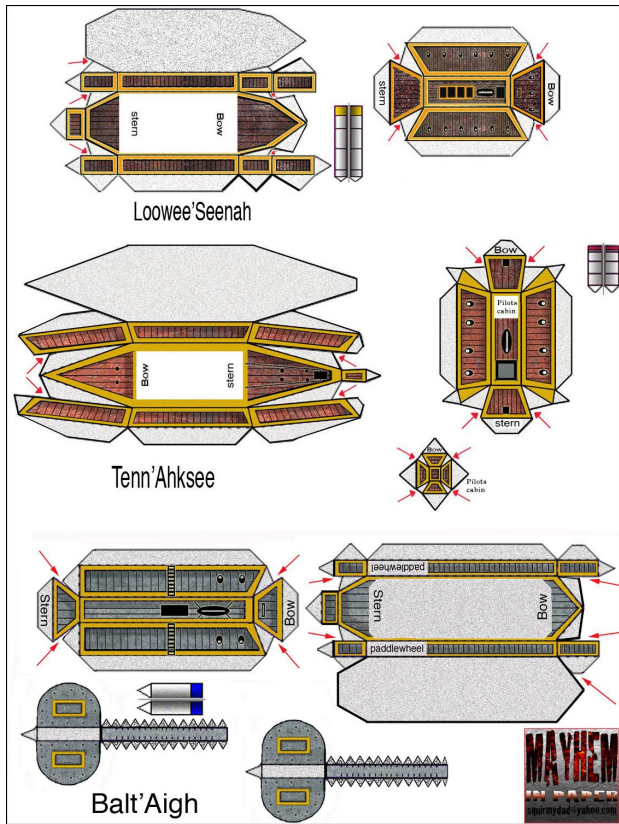 stern
Bow
stern
Bow
Loowee'Seenah
Bow
Pilots
cabin
Bow
stern
stern
Tenn'Ahksee
Bow
Pilots
cabin
Stern
Bow
paddlewheel
Stern
Bow
paddlewheel
Balt'Aigh
MAYHEM
IN PAPER
squirmydad@yahoo.com